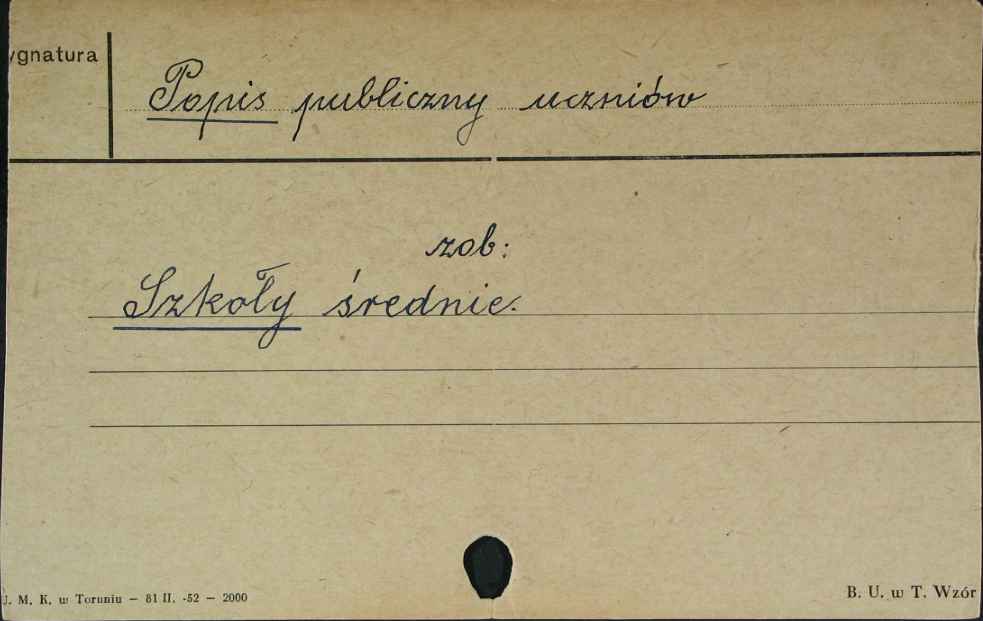 ygnatura
Popis publiczny uczniów
zob:
Szkoły średnie.
U. M. K. w Toruniu — 81 II. -52 — 2000
B. U. w T. Wzór